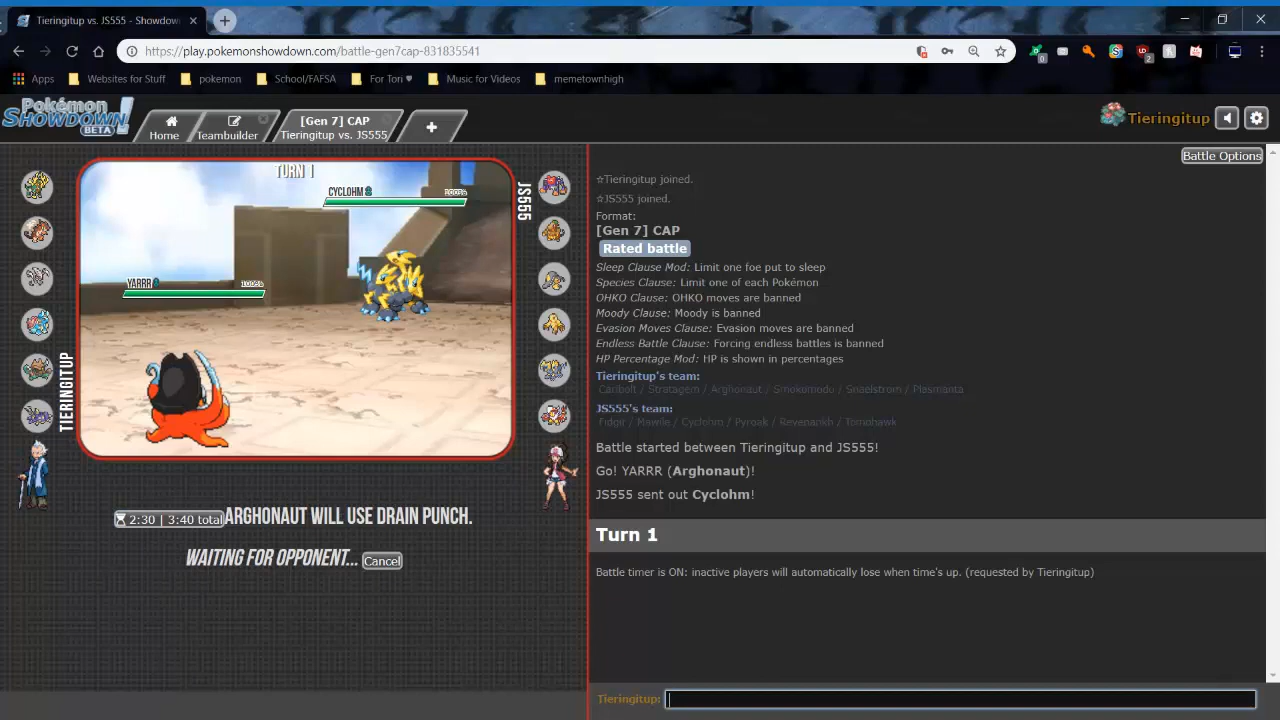 Tieringitup vs. JS555 - Showdown
https://play.pokemonshowdown.com/battle-gen7cap-831835541
Apps
Websites for Stuff
pokemon
School/FAFSA
For Tori ♥
Music for Videos
memetownhigh
Pokémon
SHOWDOWN!
BETA
Home
Teambuilder
[Gen 7] CAP
Tieringitup vs. JS555
Tieringitup
Battle Options
TURN 1
CYCLOHM
100%
YARRR
100%
JS555
TIERINGITUP
2:30 | 3:40 total
ARGHONAUT WILL USE DRAIN PUNCH.
WAITING FOR OPPONENT...
Cancel
☆Tieringitup joined.
☆JS555 joined.
Format:
[Gen 7] CAP
Rated battle
Sleep Clause Mod: Limit one foe put to sleep
Species Clause: Limit one of each Pokémon
OHKO Clause: OHKO moves are banned
Moody Clause: Moody is banned
Evasion Moves Clause: Evasion moves are banned
Endless Battle Clause: Forcing endless battles is banned
HP Percentage Mod: HP is shown in percentages
Tieringitup's team:
Caribolt / Stratagem / Arghonaut / Smokomodo / Snaelstrom / Plasmanta
JS555's team:
Fidgit / Mawile / Cyclohm / Pyroak / Revenankh / Tomohawk
Battle started between Tieringitup and JS555!
Go! YARRR (Arghonaut)!
JS555 sent out Cyclohm!
Turn 1
Battle timer is ON: inactive players will automatically lose when time's up. (requested by Tieringitup)
Tieringitup: